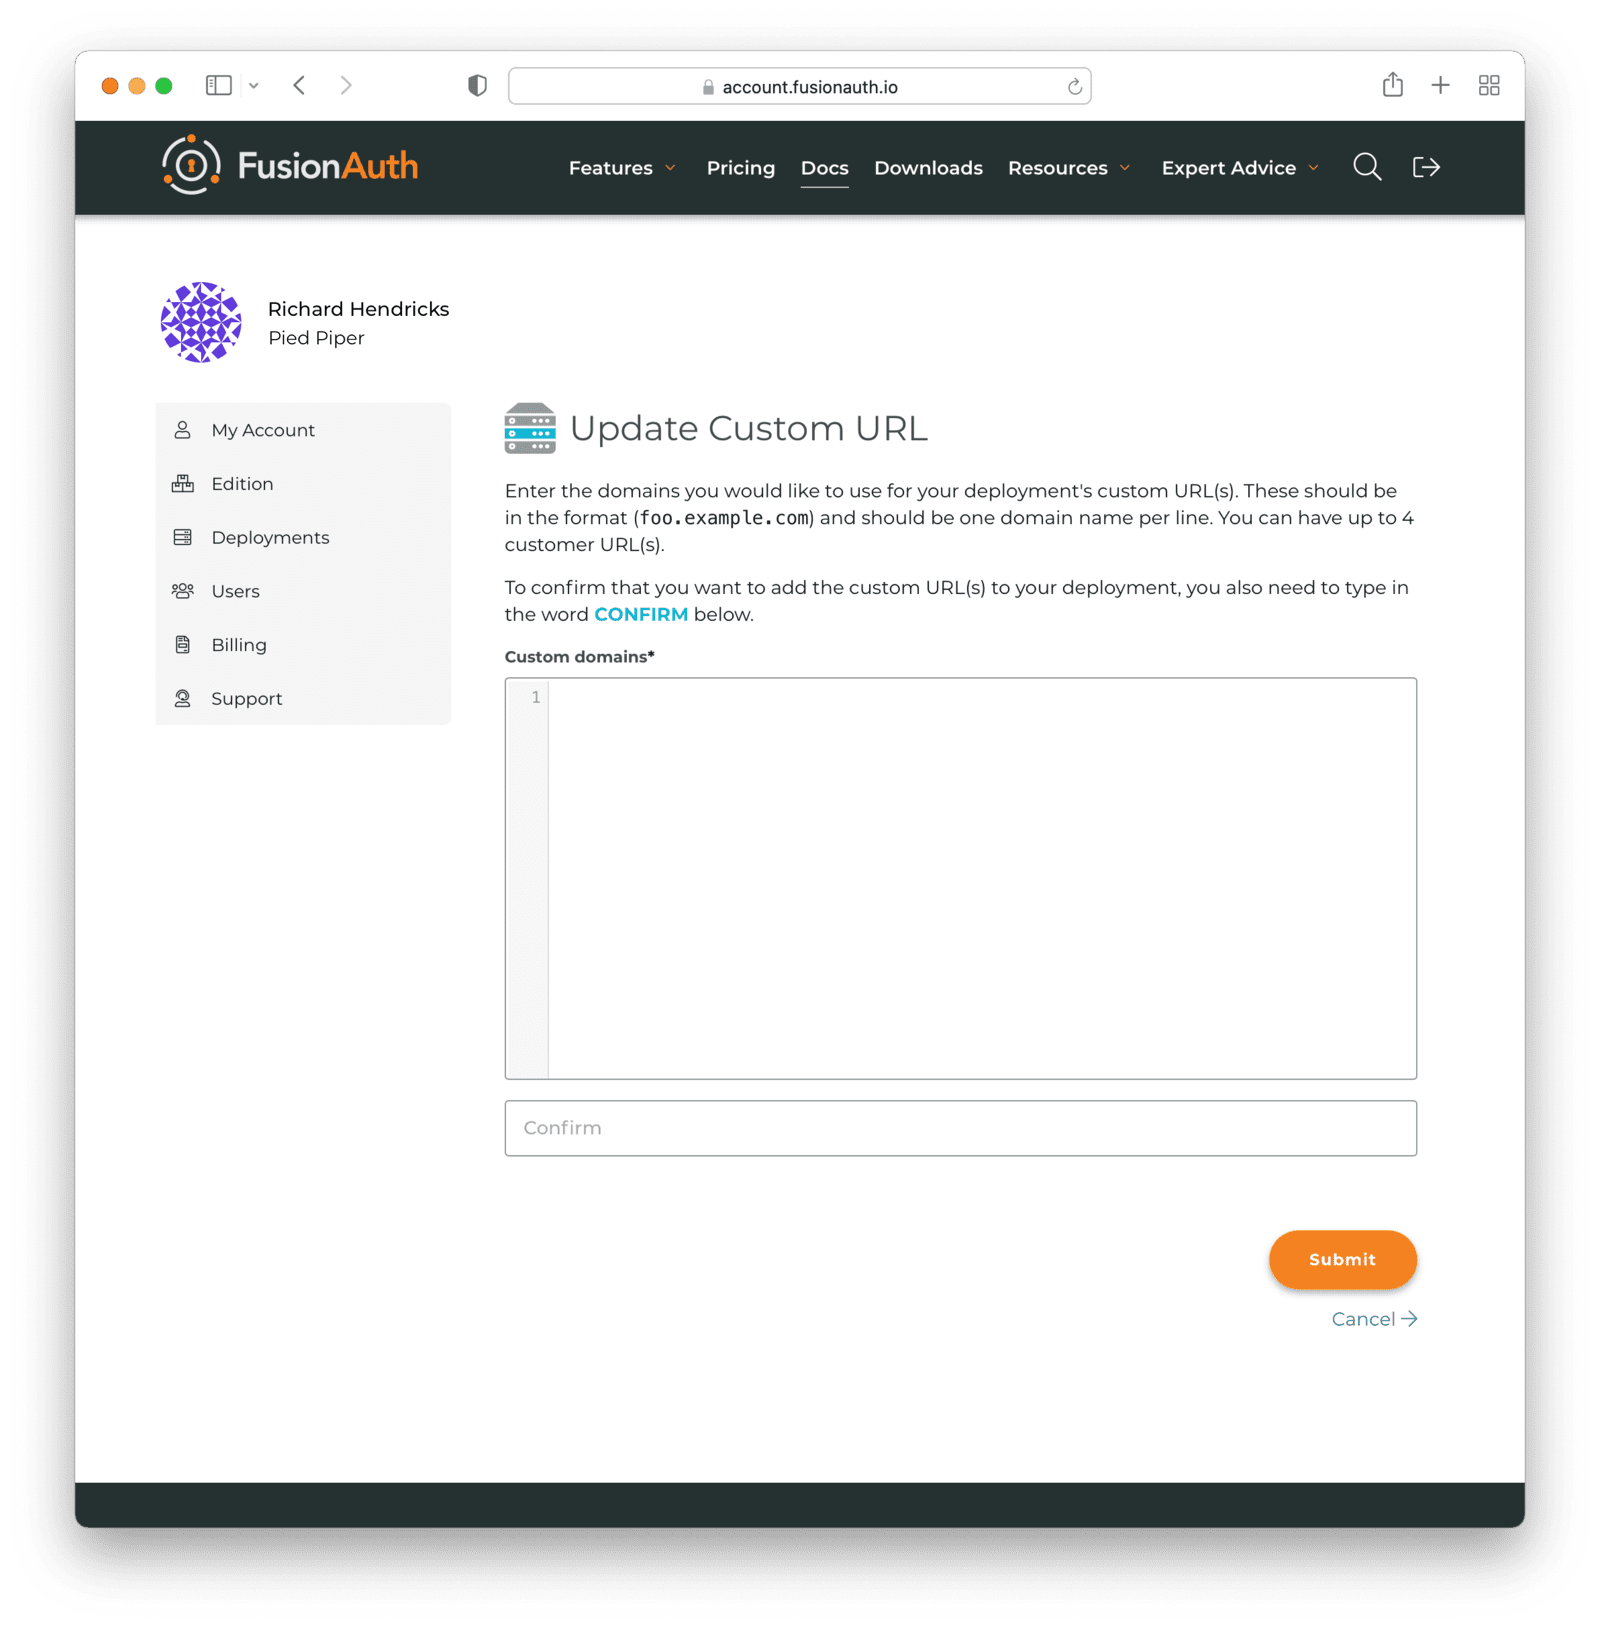 account.fusionauth.io
FusionAuth
Features Pricing Docs Downloads Resources Expert Advice
Richard Hendricks
Pied Piper
My Account
Edition
Deployments
Users
Billing
Support
Update Custom URL
Enter the domains you would like to use for your deployment's custom URL(s). These should be
in the format (foo.example.com) and should be one domain name per line. You can have up to 4
customer URL(s).
To confirm that you want to add the custom URL(s) to your deployment, you also need to type in
the word CONFIRM below.
Custom domains*
1
Confirm
Submit
Cancel